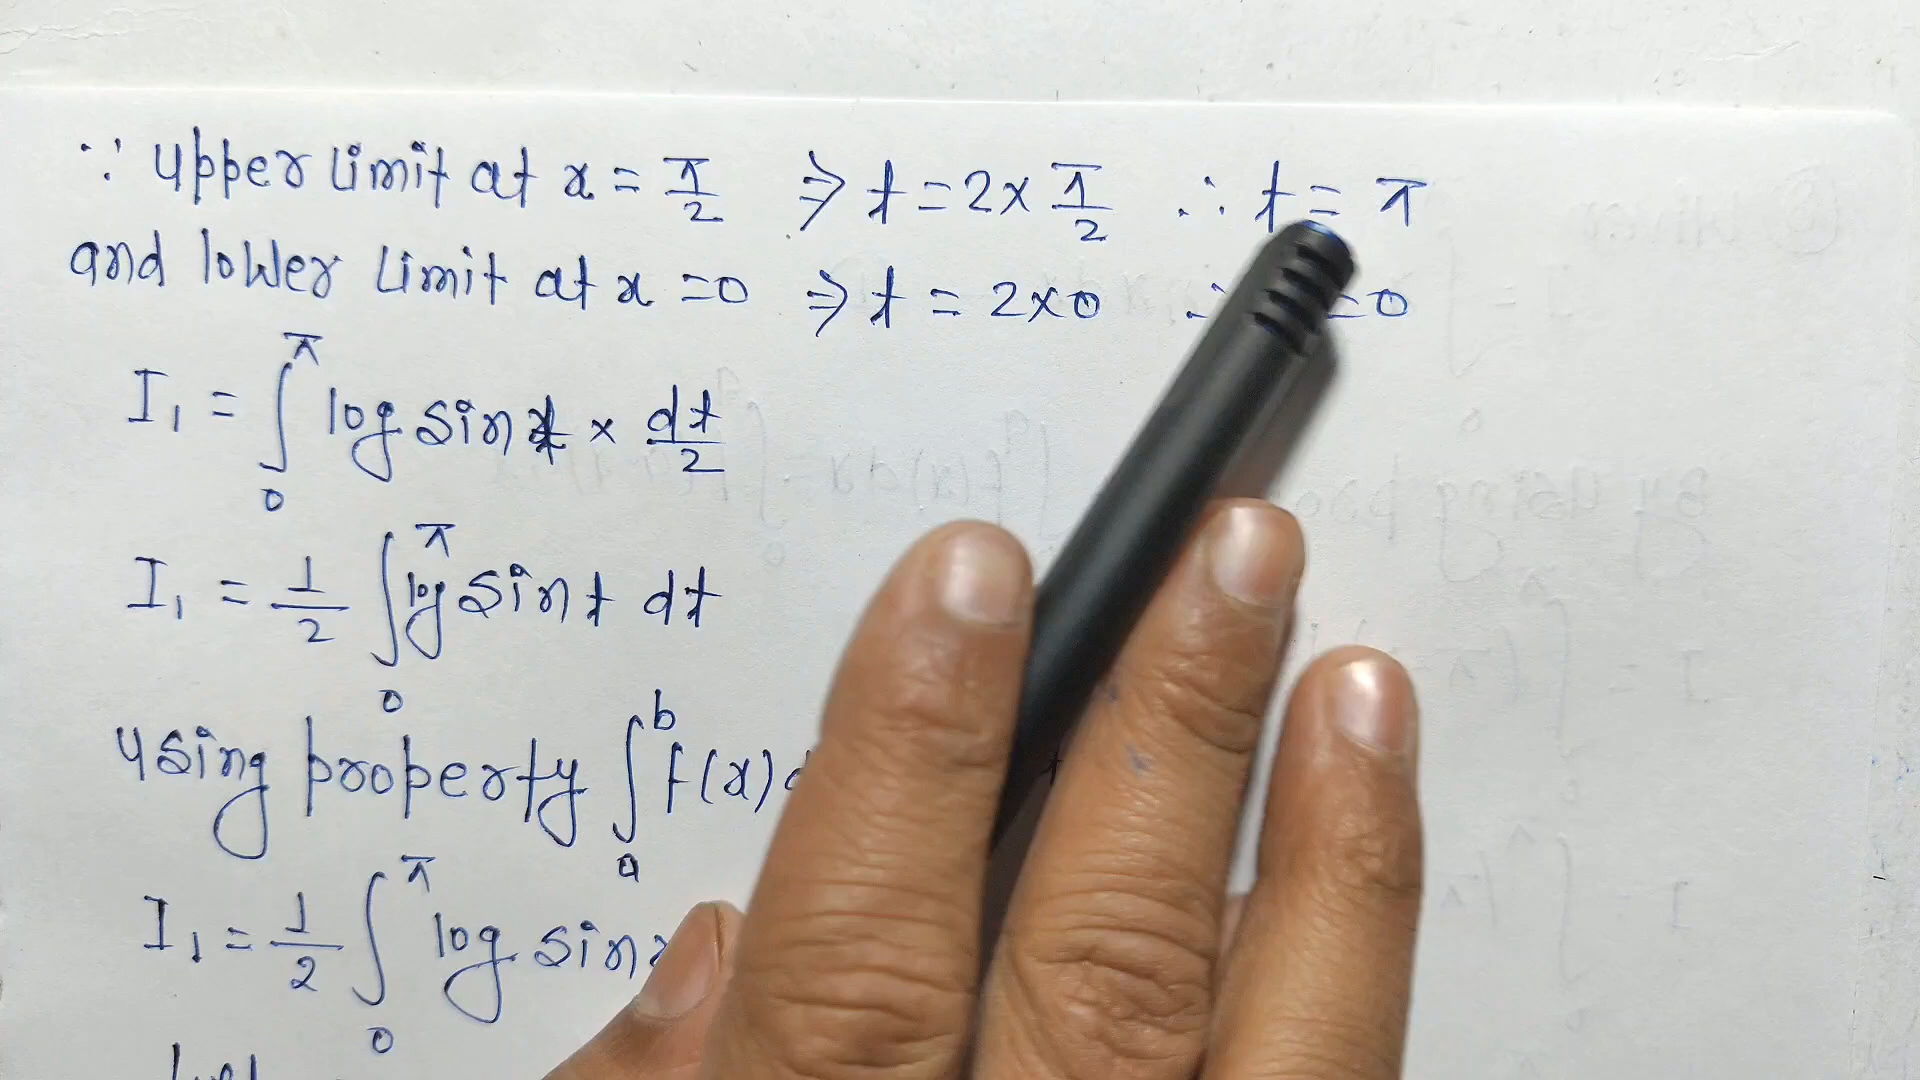 ∵ upper limit at x = π/2 ⇒ t = 2 × π/2 ∴ t = π
and lower limit at x = 0 ⇒ t = 2 × 0 ∴ = 0
I₁ = ∫₀^π log sin t × dt/2
I₁ = 1/2 ∫₀^π log sin t dt
using property ∫ₐᵇ f(x)
I₁ = 1/2 ∫₀^π log sin